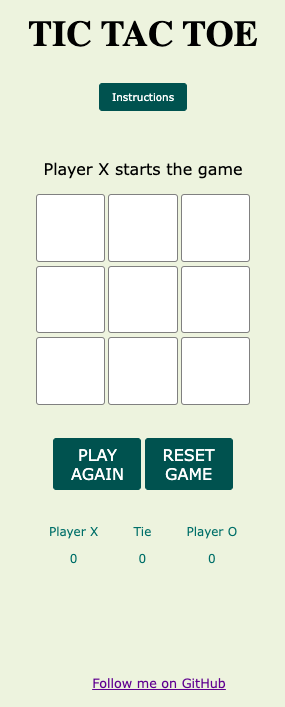 TIC TAC TOE
Instructions
Player X starts the game
PLAY
AGAIN
RESET
GAME
Player X Tie Player O
0 0 0
Follow me on GitHub